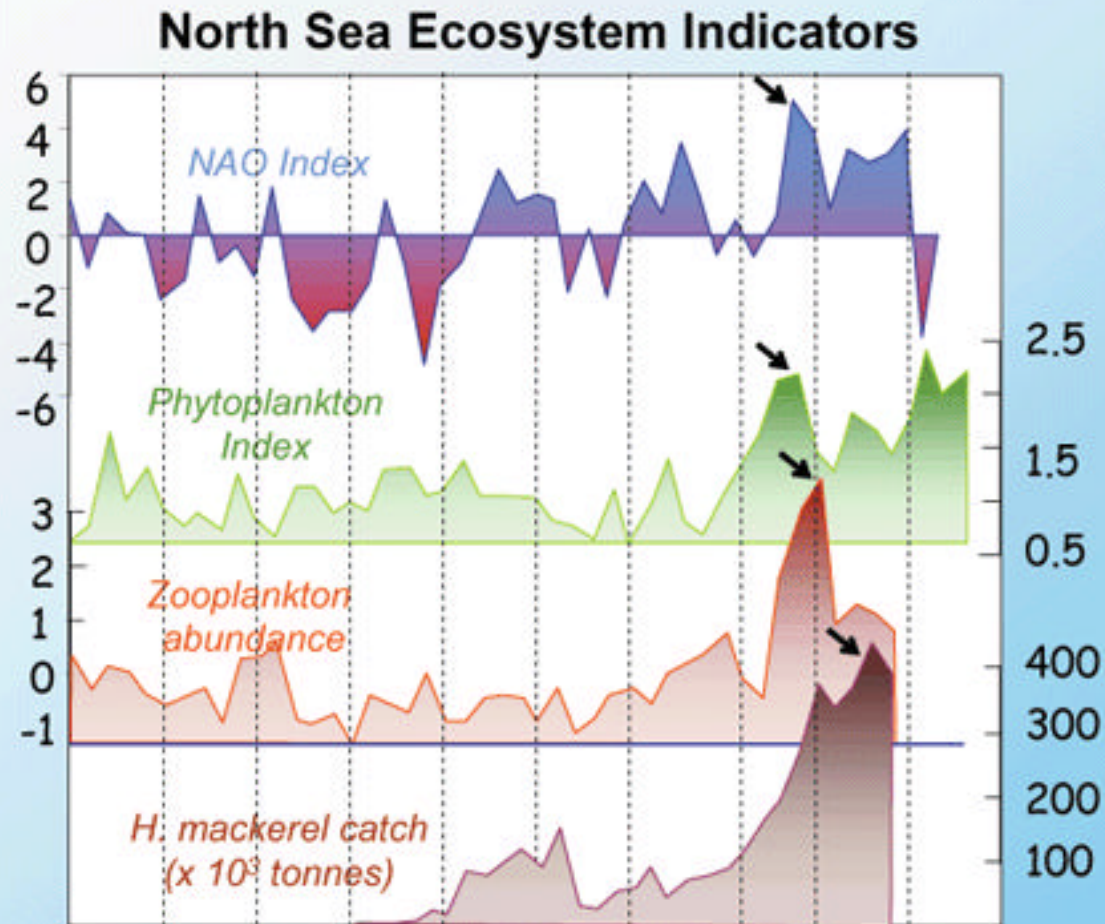 North Sea Ecosystem Indicators
6
4
2
0
-2
-4
-6
NAO Index
2.5
1.5
0.5
Phytoplankton
Index
3
2
1
0
-1
Zooplankton
abundance
400
300
200
100
H. mackerel catch
(x 10³ tonnes)